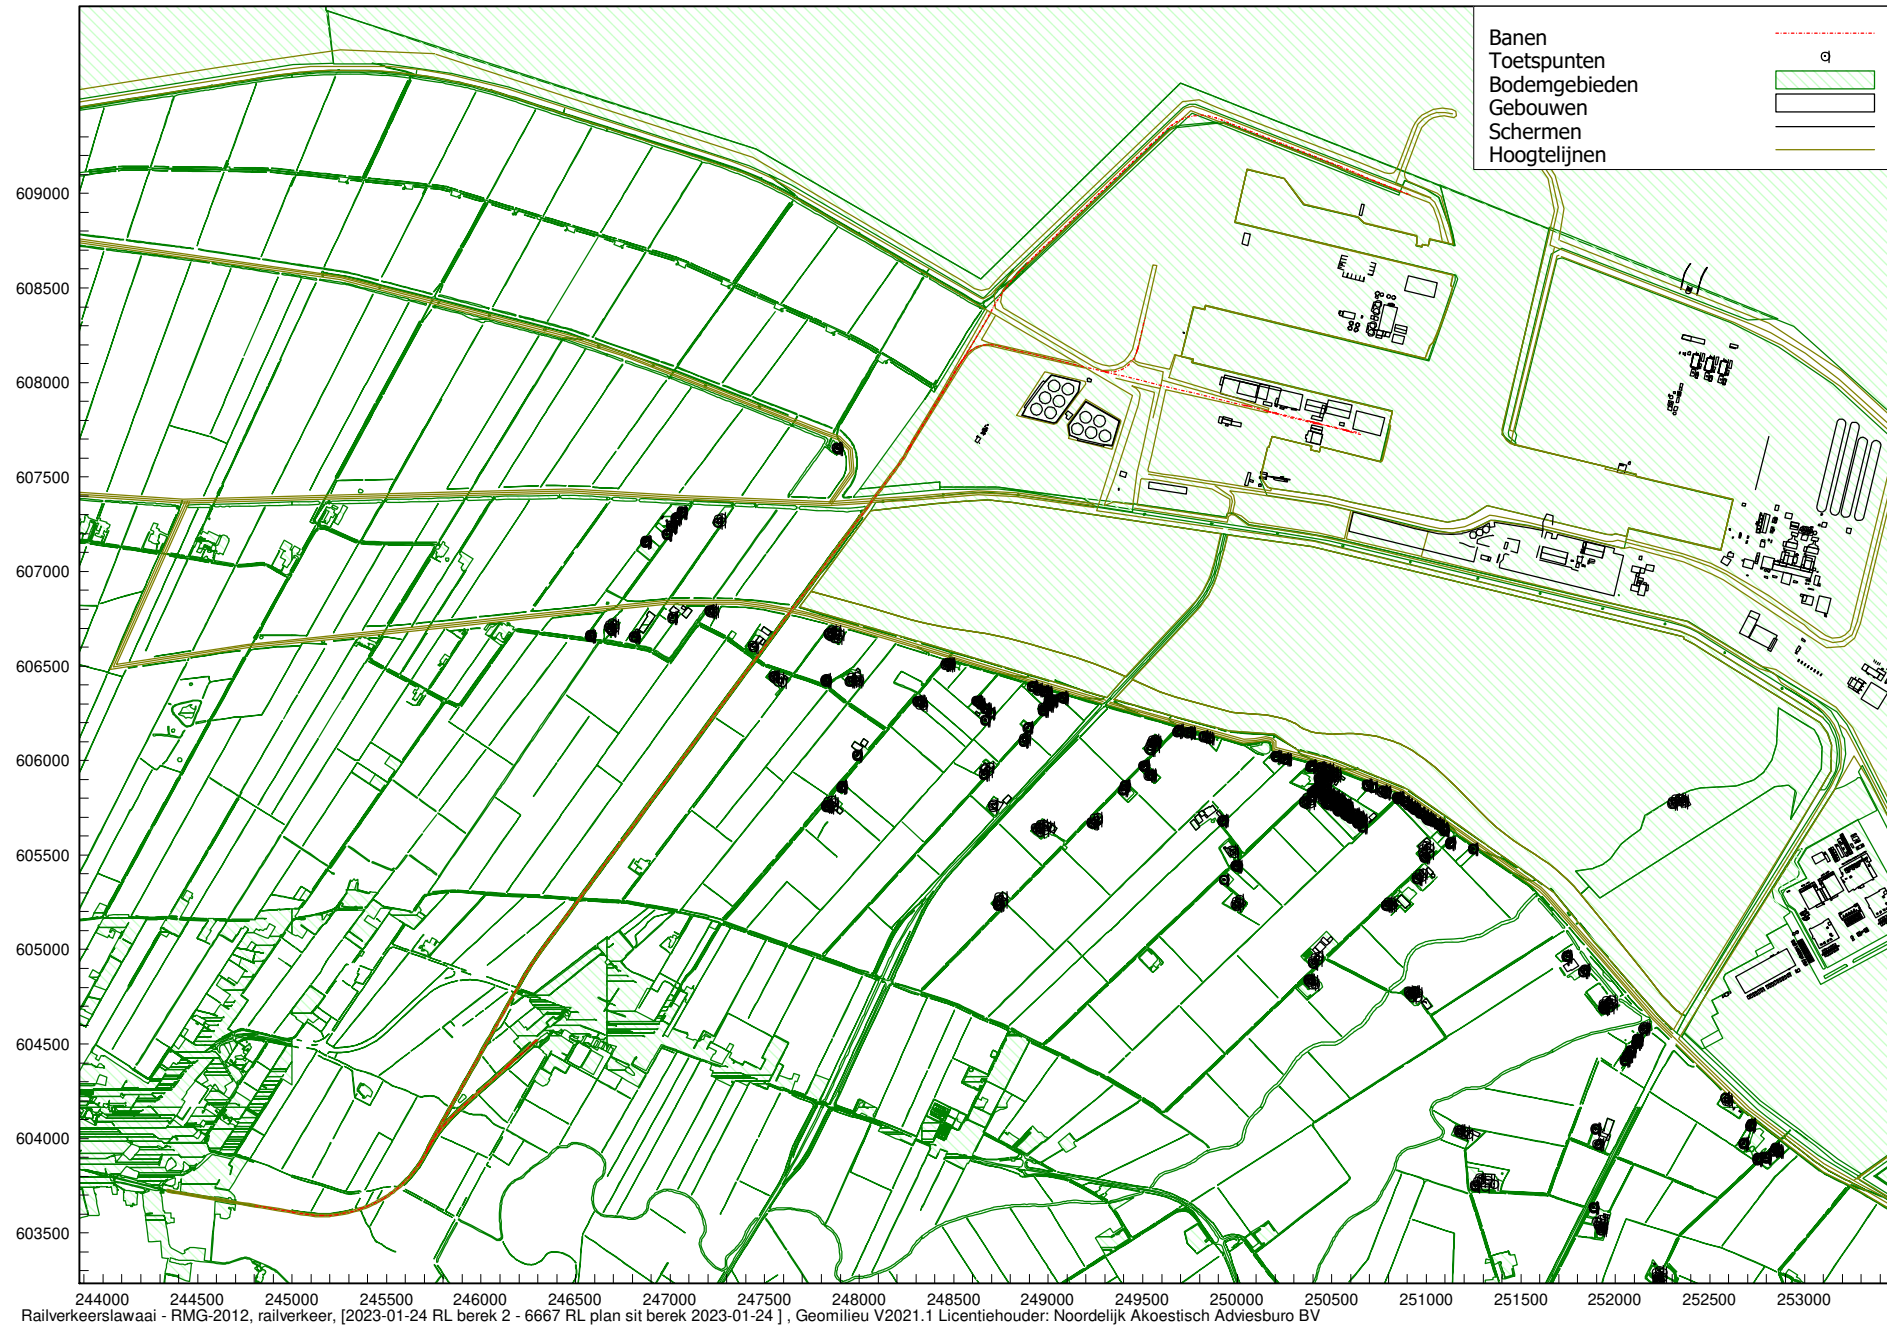 Banen
Toetspunten
Bodemgebieden
Gebouwen
Schermen
Hoogtelijnen
609000
608500
608000
607500
607000
606500
606000
605500
605000
604500
604000
603500
244000 244500 245000 245500 246000 246500 247000 247500 248000 248500 249000 249500 250000 250500 251000 251500 252000 252500 253000
Railverkeerslawaai - RMG-2012, railverkeer, [2023-01-24 RL berek 2 - 6667 RL plan sit berek 2023-01-24 ] , Geomilieu V2021.1 Licentiehouder: Noordelijk Akoestisch Adviesburo BV